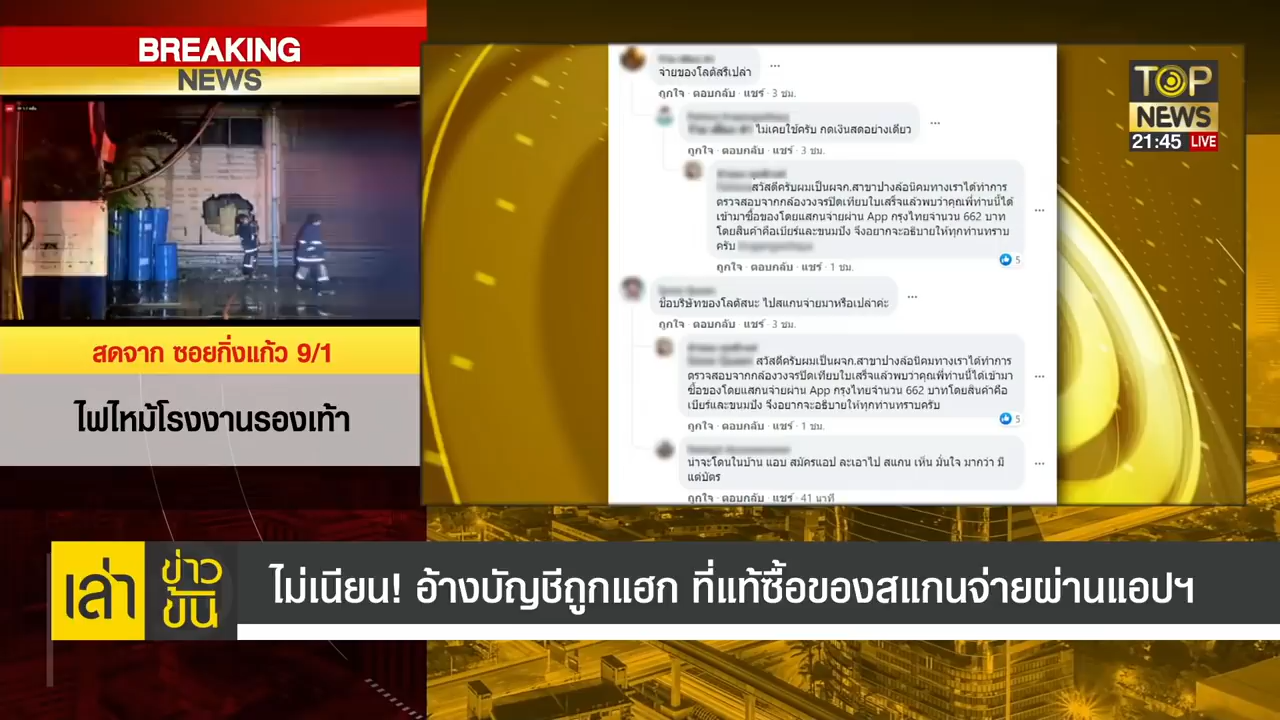 BREAKING
NEWS
สดจาก ซอยกิ่งแก้ว 9/1
ไฟไหม้โรงงานรองเท้า
จ่ายของโลตัสรึเปล่า
ถูกใจ · ตอบกลับ · แชร์ · 3 ชม.
ไม่เคยใช้ครับ กดเงินสดอย่างเดียว
ถูกใจ · ตอบกลับ · แชร์ · 3 ชม.
สวัสดีครับผมเป็นผจก.สาขาปางล้อนิคมทางเราได้ทำการ
ตรวจสอบจากกล้องวงจรปิดเทียบใบเสร็จแล้วพบว่าคุณพี่ท่านนี้ได้
เข้ามาซื้อของโดยแสกนจ่ายผ่าน App กรุงไทยจำนวน 662 บาท
โดยสินค้าคือเบียร์และขนมปัง จึงอยากจะอธิบายให้ทุกท่านทราบ
ครับ
5
ถูกใจ · ตอบกลับ · แชร์ · 1 ชม.
ชื่อบริษัทของโลตัสนะ ไปสแกนจ่ายมาหรือเปล่าค่ะ
ถูกใจ · ตอบกลับ · แชร์ · 3 ชม.
สวัสดีครับผมเป็นผจก.สาขาปางล้อนิคมทางเราได้ทำการ
ตรวจสอบจากกล้องวงจรปิดเทียบใบเสร็จแล้วพบว่าคุณพี่ท่านนี้ได้เข้ามา
ซื้อของโดยแสกนจ่ายผ่าน App กรุงไทยจำนวน 662 บาทโดยสินค้าคือ
เบียร์และขนมปัง จึงอยากจะอธิบายให้ทุกท่านทราบครับ
5
ถูกใจ · ตอบกลับ · แชร์ · 1 ชม.
น่าจะโดนในบ้าน แอบ สมัครแอป ละเอาไป สแกน เห็น มั่นใจ มากว่า มี
แต่บัตร
ถูกใจ · ตอบกลับ · แชร์ · 41 นาที
TOP
NEWS
21:45 LIVE
เล่า ข่าว
ข้น
ไม่เนียน! อ้างบัญชีถูกแฮก ที่แท้ซื้อของสแกนจ่ายผ่านแอปฯ